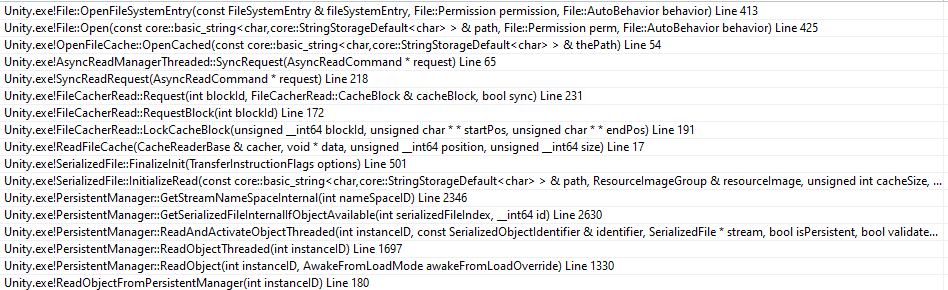 Unity.exe!File::OpenFileSystemEntry(const FileSystemEntry & fileSystemEntry, File::Permission permission, File::AutoBehavior behavior) Line 413
Unity.exe!File::Open(const core::basic_string<char,core::StringStorageDefault<char> > & path, File::Permission perm, File::AutoBehavior behavior) Line 425
Unity.exe!OpenFileCache::OpenCached(const core::basic_string<char,core::StringStorageDefault<char> > & thePath) Line 54
Unity.exe!AsyncReadManagerThreaded::SyncRequest(AsyncReadCommand * request) Line 65
Unity.exe!SyncReadRequest(AsyncReadCommand * request) Line 218
Unity.exe!FileCacherRead::Request(int blockId, FileCacherRead::CacheBlock & cacheBlock, bool sync) Line 231
Unity.exe!FileCacherRead::RequestBlock(int blockId) Line 172
Unity.exe!FileCacherRead::LockCacheBlock(unsigned __int64 blockId, unsigned char * * startPos, unsigned char * * endPos) Line 191
Unity.exe!ReadFileCache(CacheReaderBase & cacher, void * data, unsigned __int64 position, unsigned __int64 size) Line 17
Unity.exe!SerializedFile::FinalizeInit(TransferInstructionFlags options) Line 501
Unity.exe!SerializedFile::InitializeRead(const core::basic_string<char,core::StringStorageDefault<char> > & path, ResourceImageGroup & resourceImage, unsigned int cacheSize, ...
Unity.exe!PersistentManager::GetStreamNameSpaceInternal(int nameSpaceID) Line 2346
Unity.exe!PersistentManager::GetSerializedFileInternalIfObjectAvailable(int serializedFileIndex, __int64 id) Line 2630
Unity.exe!PersistentManager::ReadAndActivateObjectThreaded(int instanceID, const SerializedObjectIdentifier & identifier, SerializedFile * stream, bool isPersistent, bool validate...
Unity.exe!PersistentManager::ReadObjectThreaded(int instanceID) Line 1697
Unity.exe!PersistentManager::ReadObject(int instanceID, AwakeFromLoadMode awakeFromLoadOverride) Line 1330
Unity.exe!ReadObjectFromPersistentManager(int instanceID) Line 180